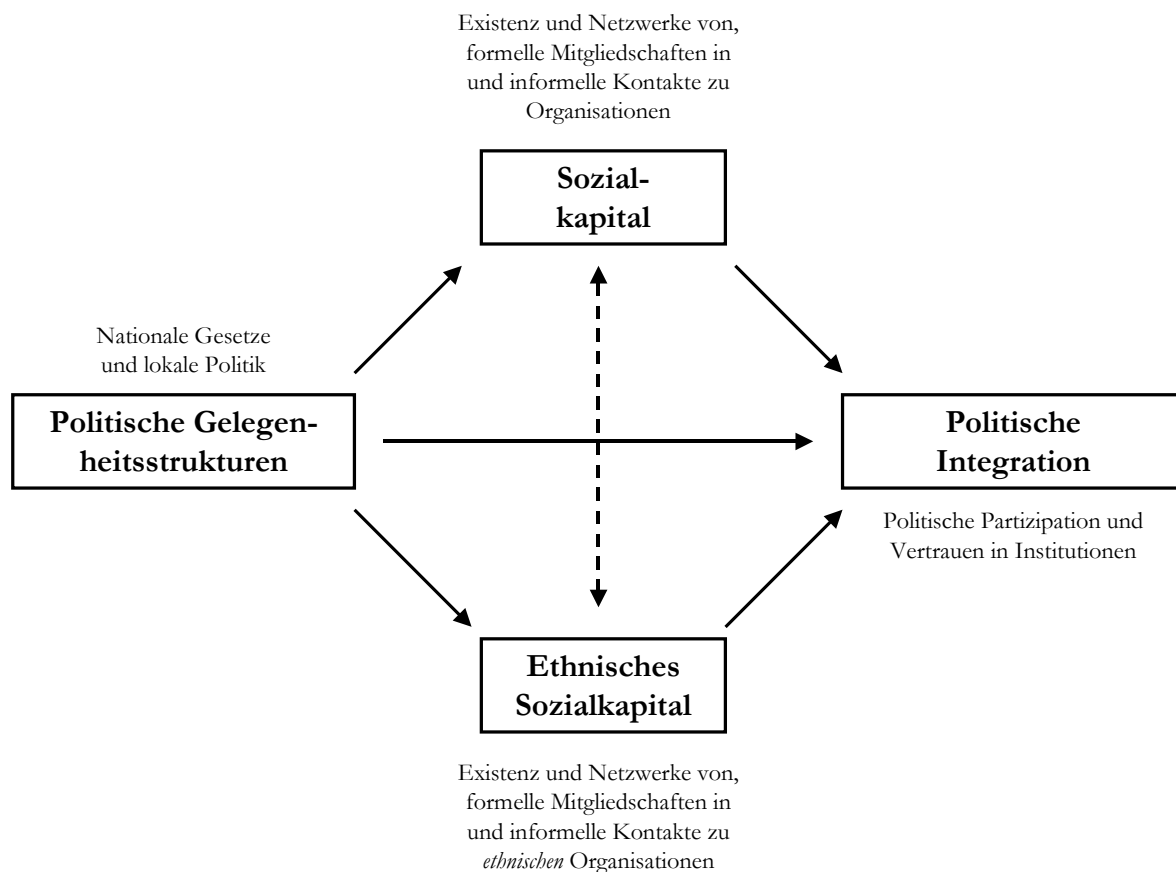 Existenz und Netzwerke von,
formelle Mitgliedschaften in
und informelle Kontakte zu
Organisationen
Sozial-
kapital
Nationale Gesetze
und lokale Politik
Politische Gelegen-
heitsstrukturen
Politische
Integration
Politische Partizipation und
Vertrauen in Institutionen
Ethnisches
Sozialkapital
Existenz und Netzwerke von,
formelle Mitgliedschaften in
und informelle Kontakte zu
ethnischen Organisationen